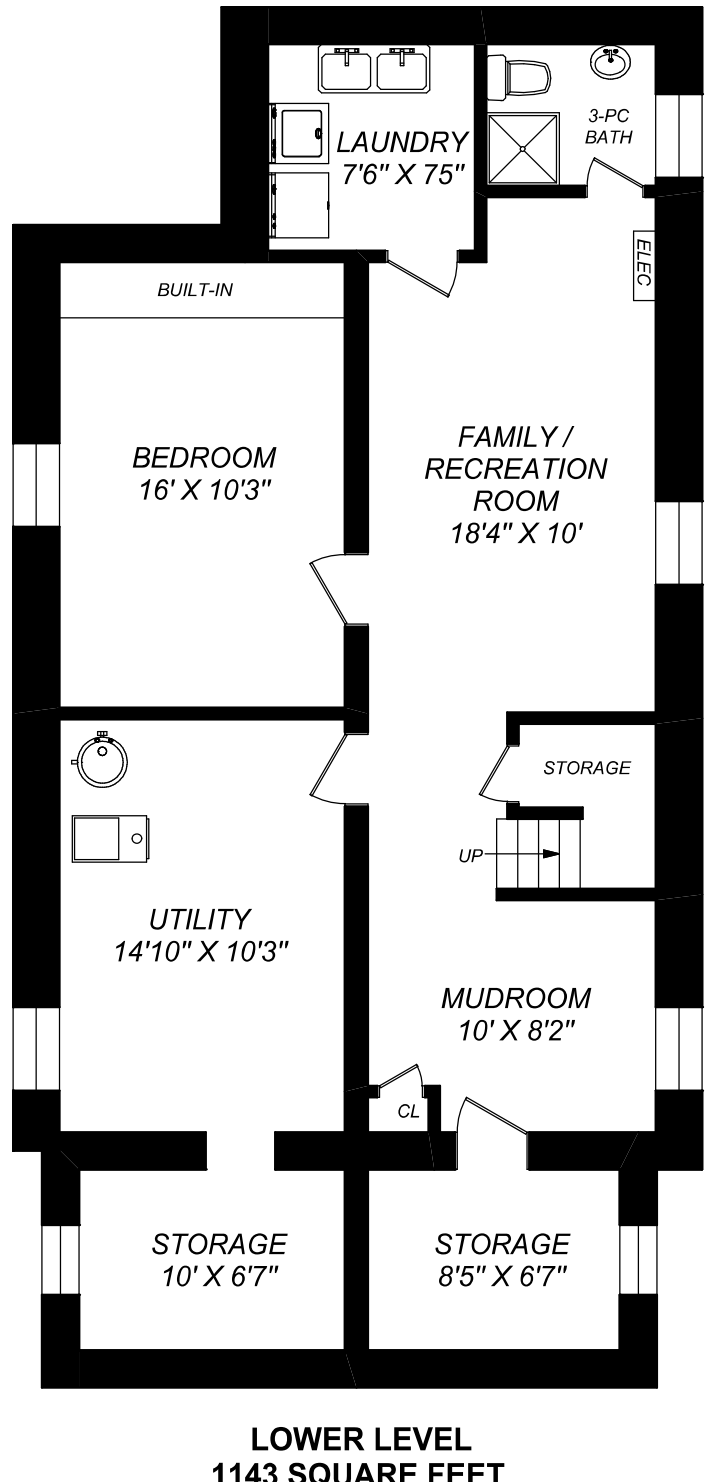 LAUNDRY
7'6" X 75"
3-PC
BATH
ELEC
BUILT-IN
BEDROOM
16' X 10'3"
FAMILY /
RECREATION
ROOM
18'4" X 10'
STORAGE
UP
UTILITY
14'10" X 10'3"
MUDROOM
10' X 8'2"
CL
STORAGE
10' X 6'7"
STORAGE
8'5" X 6'7"
LOWER LEVEL
1143 SQUARE FEET